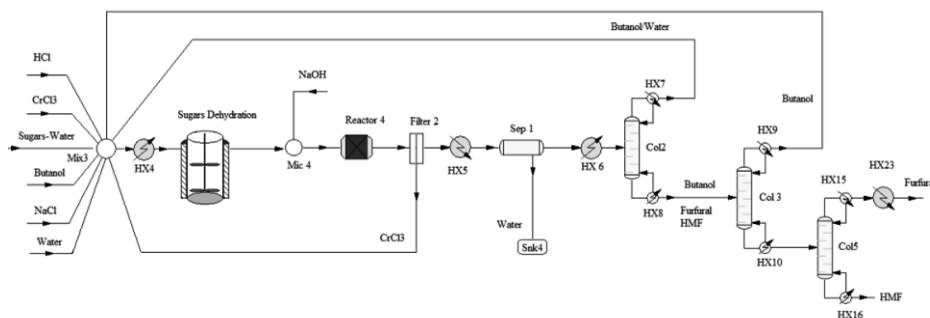 Butanol/Water
HCl
CrCl3
Sugars-Water
Mix3
Butanol
NaCl
Water
HX4
Sugars Dehydration
NaOH
Mic 4
Reactor 4
Filter 2
CrCl3
HX5
Sep 1
Water
Snk4
HX 6
HX7
Col2
HX8
Butanol
Furfural
HMF
Butanol
HX9
Col 3
HX10
HX15
HX23
Col5
HX16
HMF